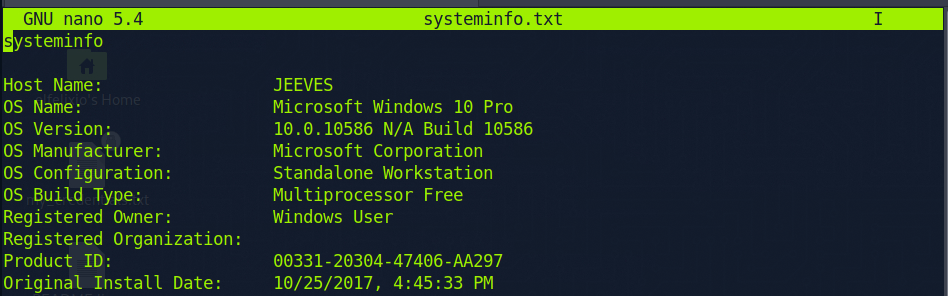 GNU nano 5.4 systeminfo.txt I
systeminfo
Host Name: JEEVES
OS Name: Microsoft Windows 10 Pro
OS Version: 10.0.10586 N/A Build 10586
OS Manufacturer: Microsoft Corporation
OS Configuration: Standalone Workstation
OS Build Type: Multiprocessor Free
Registered Owner: Windows User
Registered Organization:
Product ID: 00331-20304-47406-AA297
Original Install Date: 10/25/2017, 4:45:33 PM